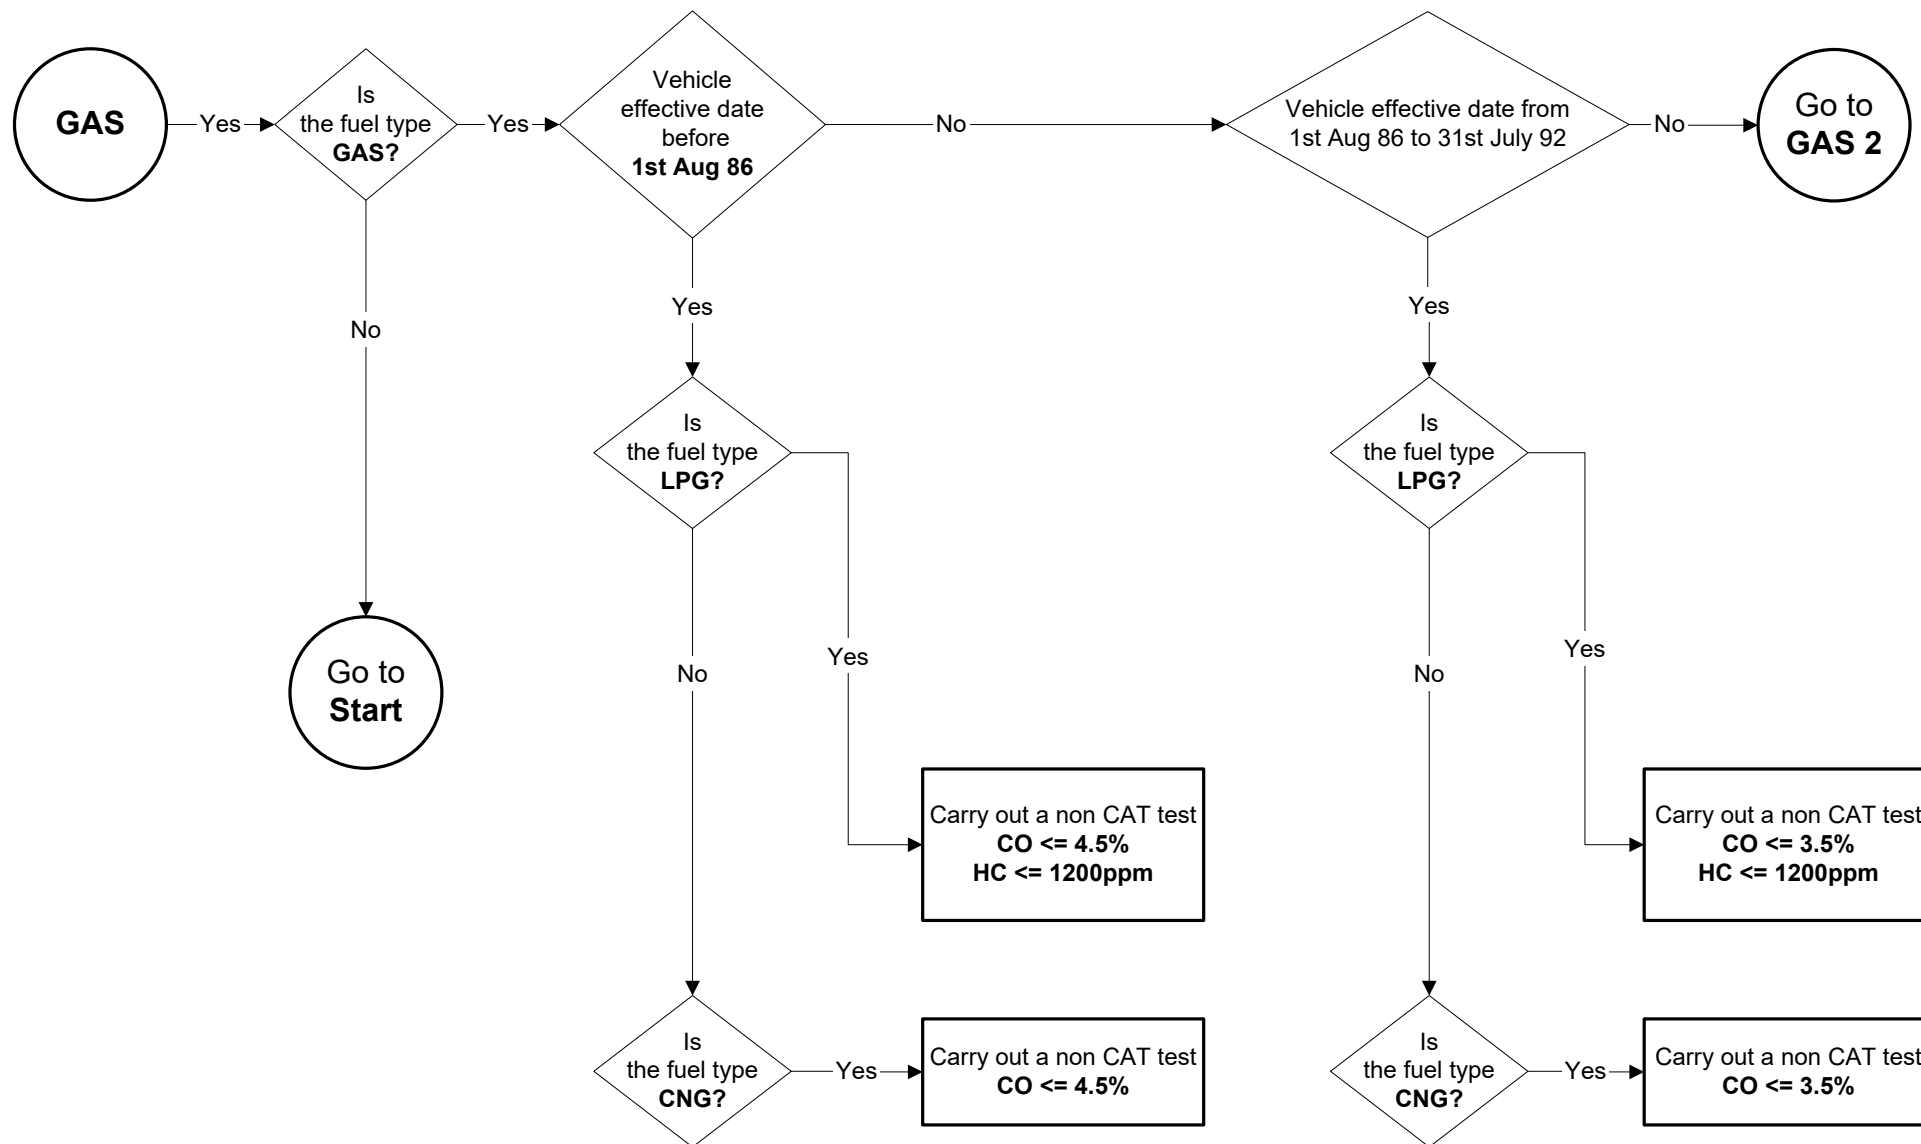 GAS
Yes
Is
the fuel type
GAS?
Yes
Vehicle
effective date
before
1st Aug 86
No
Vehicle effective date from
1st Aug 86 to 31st July 92
No
Go to
GAS 2
No
Yes
Yes
Go to
Start
Is
the fuel type
LPG?
Is
the fuel type
LPG?
No
Yes
No
Yes
Carry out a non CAT test
CO <= 4.5%
HC <= 1200ppm
Carry out a non CAT test
CO <= 3.5%
HC <= 1200ppm
Is
the fuel type
CNG?
Yes
Carry out a non CAT test
CO <= 4.5%
Is
the fuel type
CNG?
Yes
Carry out a non CAT test
CO <= 3.5%